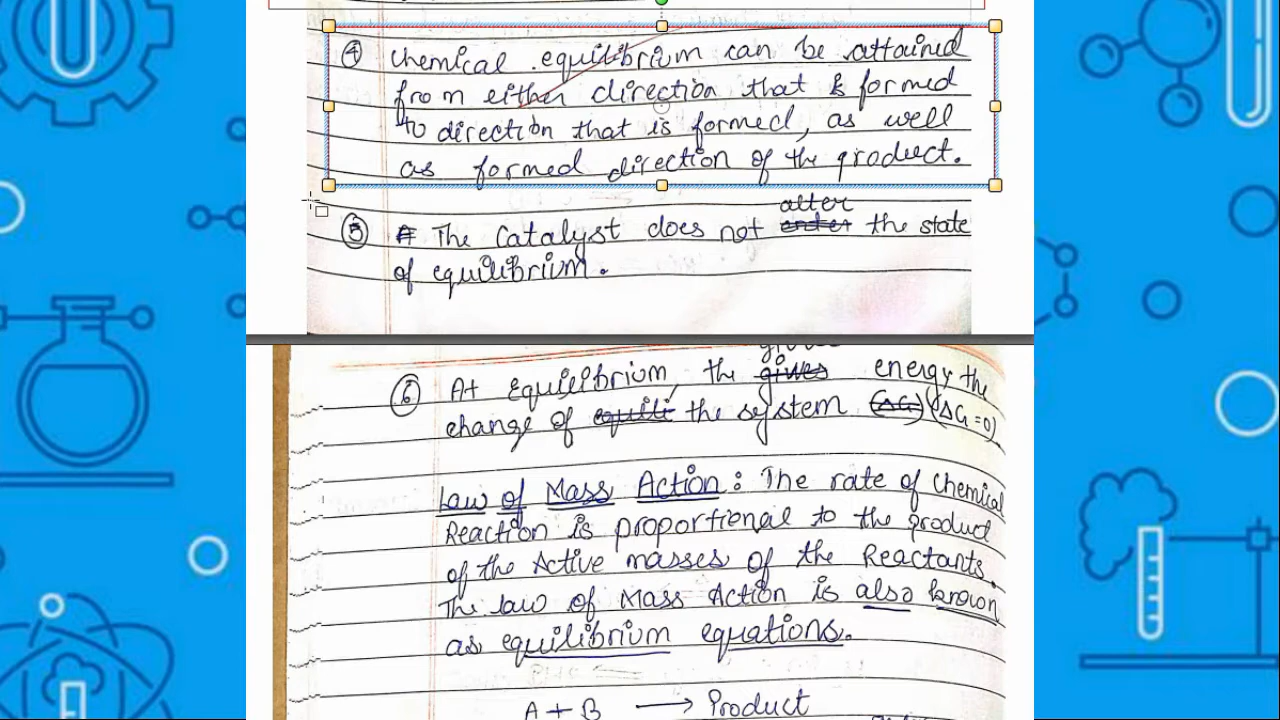 ④ chemical equilibrium can be attained
from either direction that is formed
to direction that is formed, as well
as formed direction of the product.
alter
⑤ The Catalyst does not the state
of equilibrium.
⑥ At Equilibrium, the gives energy the
change of equili the system (ΔG) (ΔG=0)
Law of Mass Action: The rate of Chemical
Reaction is proportional to the product
of the Active masses of the Reactants.
The law of Mass Action is also known
as equilibrium equations.
A + B → Product